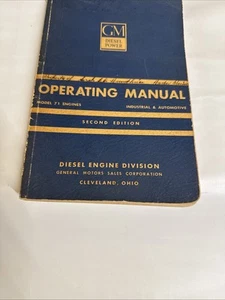 GM
DIESEL
POWER
OPERATING MANUAL
MODEL 71 ENGINES INDUSTRIAL & AUTOMOTIVE
SECOND EDITION
DIESEL ENGINE DIVISION
GENERAL MOTORS SALES CORPORATION
CLEVELAND, OHIO